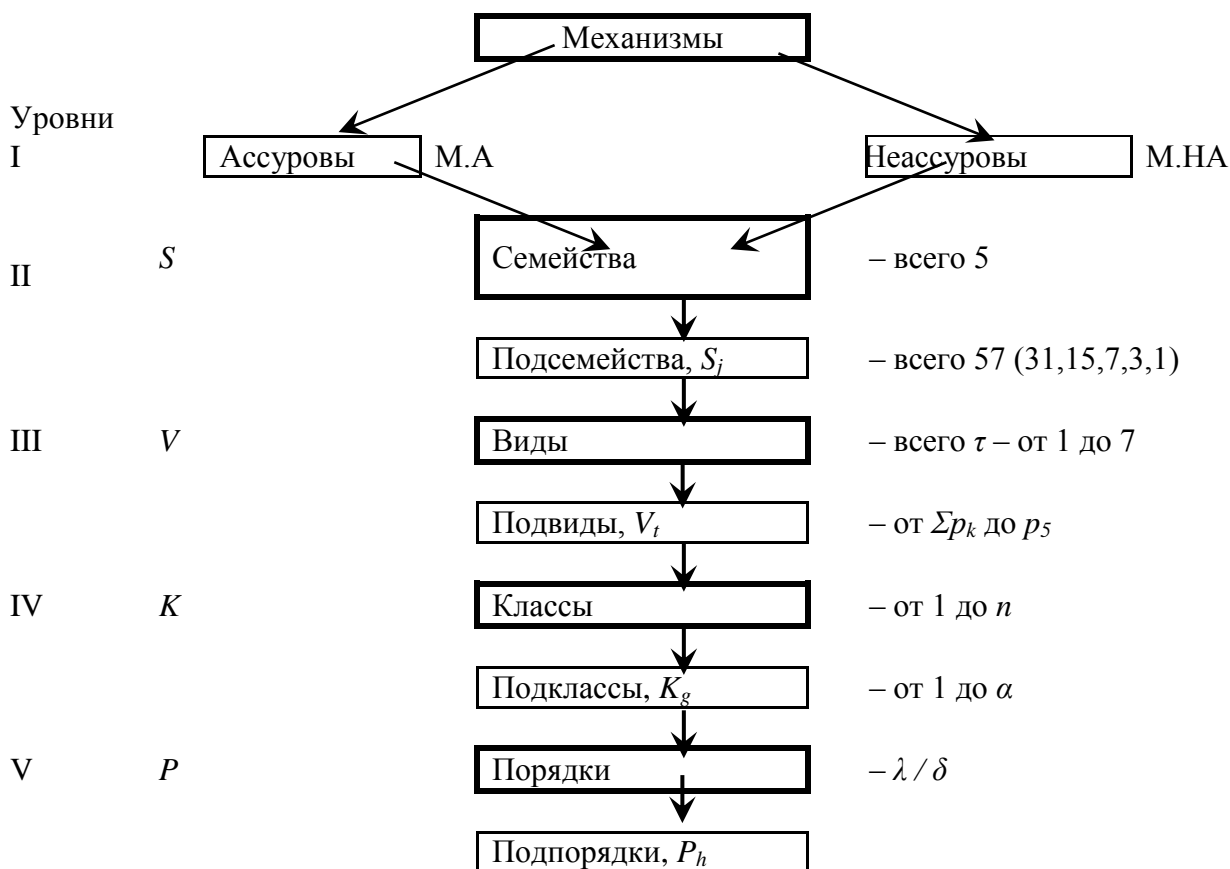 Механизмы
Уровни
I Ассуровы М.А Неассуровы М.НА
II S Семейства – всего 5
Подсемейства, Sj – всего 57 (31,15,7,3,1)
III V Виды – всего τ – от 1 до 7
Подвиды, Vt – от Σpk до p5
IV K Классы – от 1 до n
Подклассы, Kg – от 1 до α
V P Порядки – λ / δ
Подпорядки, Ph